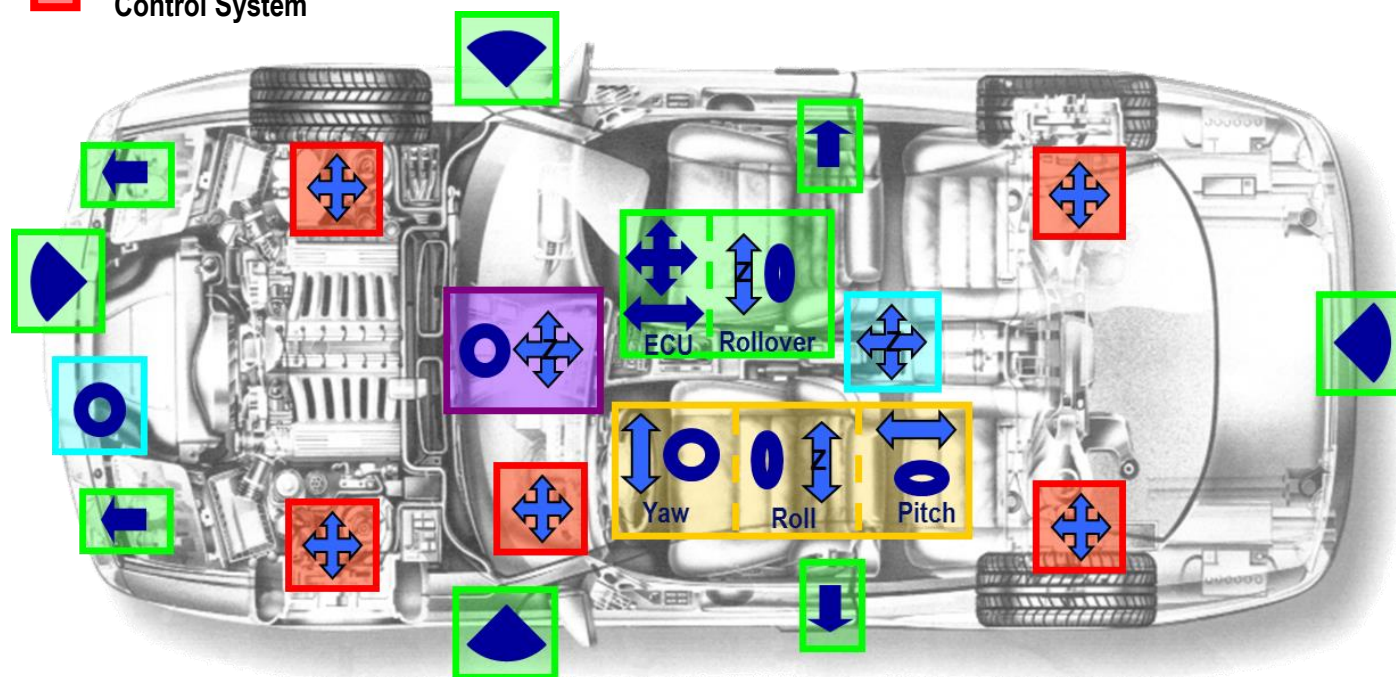 Control System
Z
ECU
Rollover
Z
Z
Z
Yaw
Roll
Pitch